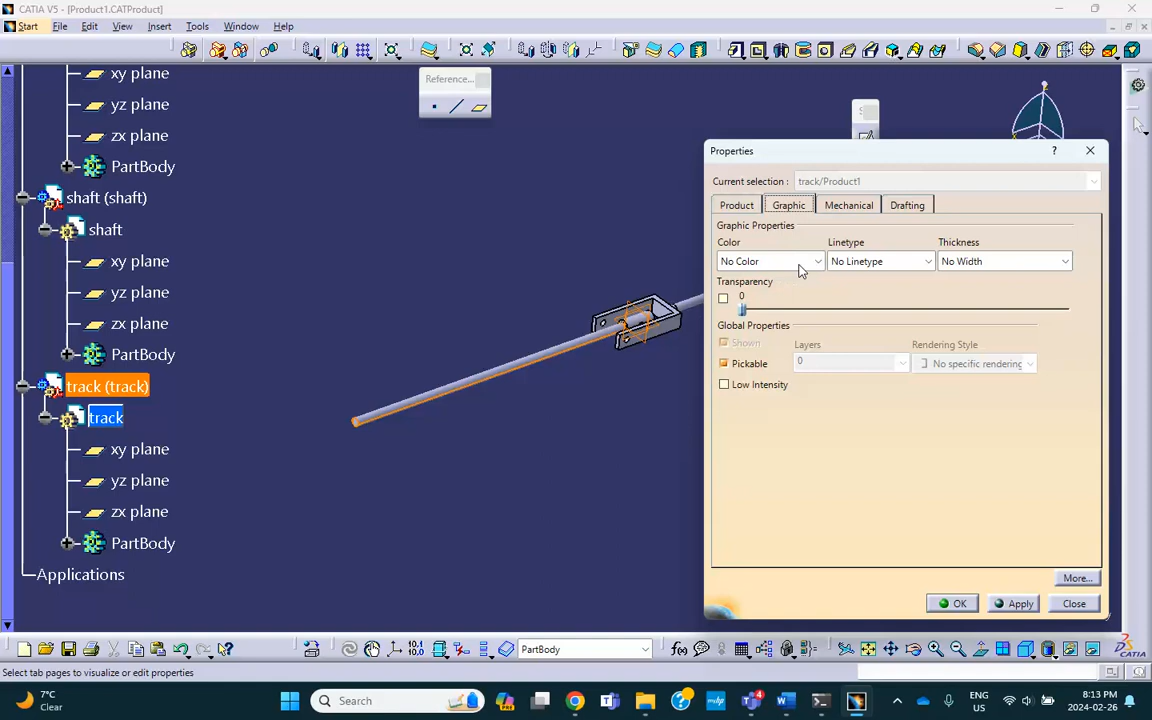 CATIA V5 - [Product1.CATProduct]
Start File Edit View Insert Tools Window Help
Reference...
xy plane
yz plane
zx plane
PartBody
shaft (shaft)
shaft
xy plane
yz plane
zx plane
PartBody
track (track)
track
xy plane
yz plane
zx plane
PartBody
Applications
z
Properties
? 
Current selection : track/Product1
Product Graphic Mechanical Drafting
Graphic Properties
Color Linetype Thickness
No Color No Linetype No Width
Transparency
0
Global Properties
Shown Layers Rendering Style
Pickable 0 No specific rendering
Low Intensity
More...
OK Apply Close
10.1
PartBody
f(x)
CATIA
Select tab pages to visualize or edit properties
7°C
Clear
Search
ENG
US
8:13 PM
2024-02-26